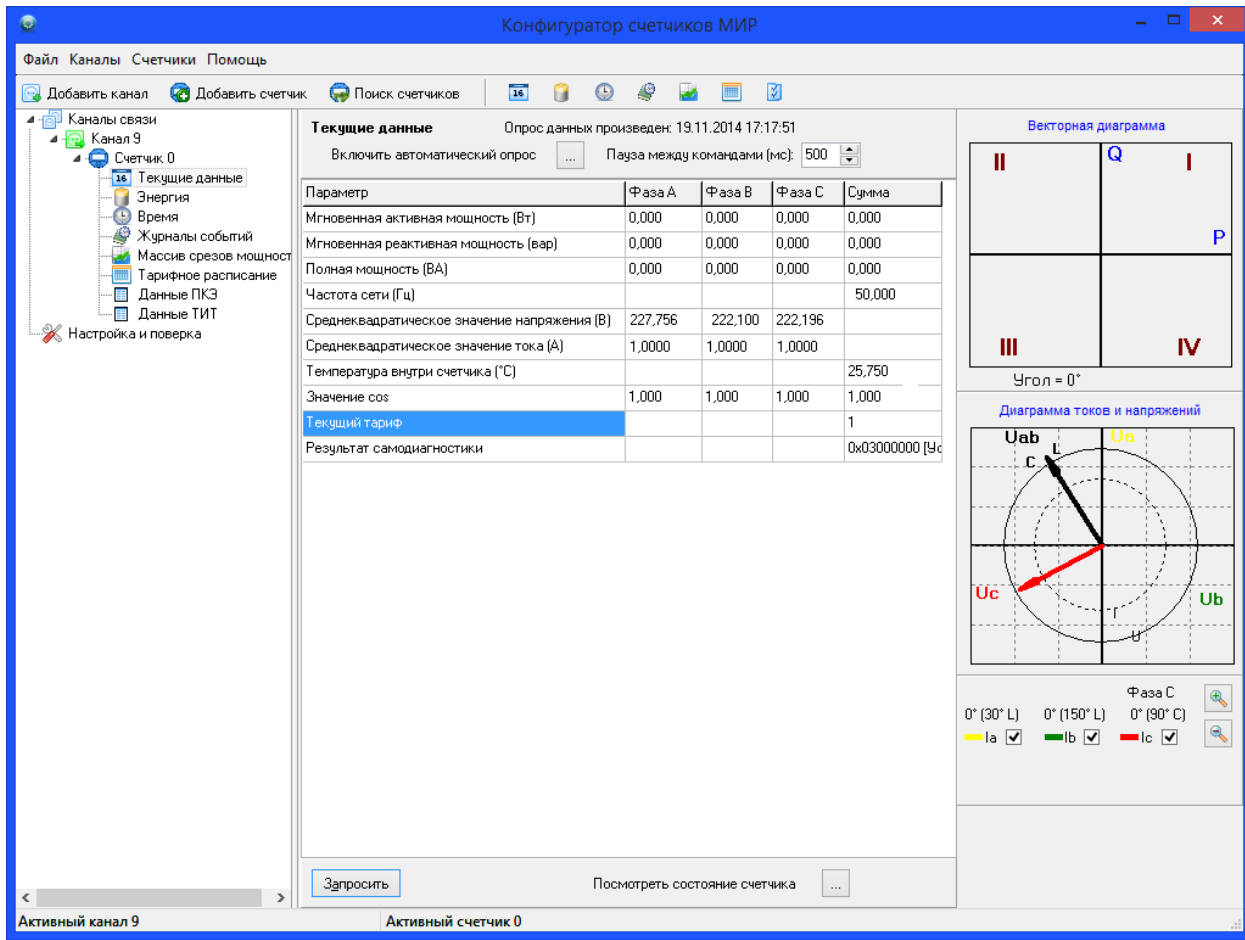 Конфигуратор счетчиков МИР
Файл Каналы Счетчики Помощь
Добавить канал Добавить счетчик Поиск счетчиков 16
Каналы связи
Канал 9
Счетчик 0
16 Текущие данные
Энергия
Время
Журналы событий
Массив срезов мощност
Тарифное расписание
Данные ПКЭ
Данные ТИТ
Настройка и поверка
Текущие данные Опрос данных произведен: 19.11.2014 17:17:51
Включить автоматический опрос ... Пауза между командами (мс): 500
Параметр Фаза A Фаза B Фаза C Сумма
Мгновенная активная мощность (Вт) 0,000 0,000 0,000 0,000
Мгновенная реактивная мощность (вар) 0,000 0,000 0,000 0,000
Полная мощность (ВА) 0,000 0,000 0,000 0,000
Частота сети (Гц) 50,000
Среднеквадратическое значение напряжения (В) 227,756 222,100 222,196
Среднеквадратическое значение тока (А) 1,0000 1,0000 1,0000
Температура внутри счетчика (°C) 25,750
Значение cos 1,000 1,000 1,000 1,000
Текущий тариф 1
Результат самодиагностики 0x03000000 [Ус
Запросить Посмотреть состояние счетчика ...
Векторная диаграмма
II Q I
P
III IV
Угол = 0°
Диаграмма токов и напряжений
Uab L Ua
C
Uc Ub
I
U
Фаза C
0° (30° L) 0° (150° L) 0° (90° C)
Ia Ib Ic
Активный канал 9 Активный счетчик 0